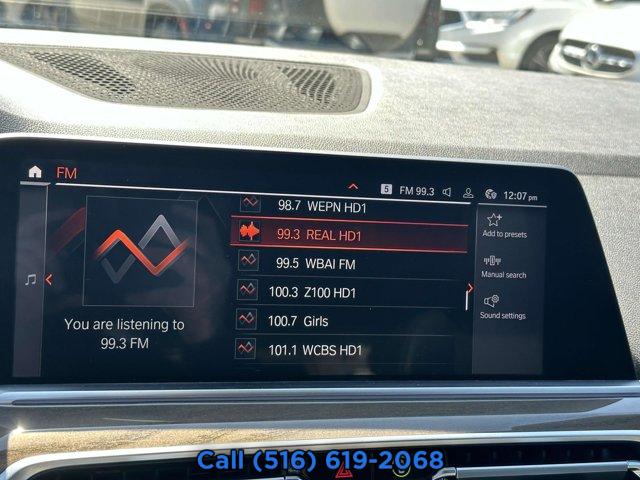 FM
5 FM 99.3 12:07 pm
98.7 WEPN HD1
99.3 REAL HD1
99.5 WBAI FM
100.3 Z100 HD1
100.7 Girls
101.1 WCBS HD1
You are listening to
99.3 FM
Add to presets
Manual search
Sound settings
Call (516) 619-2068